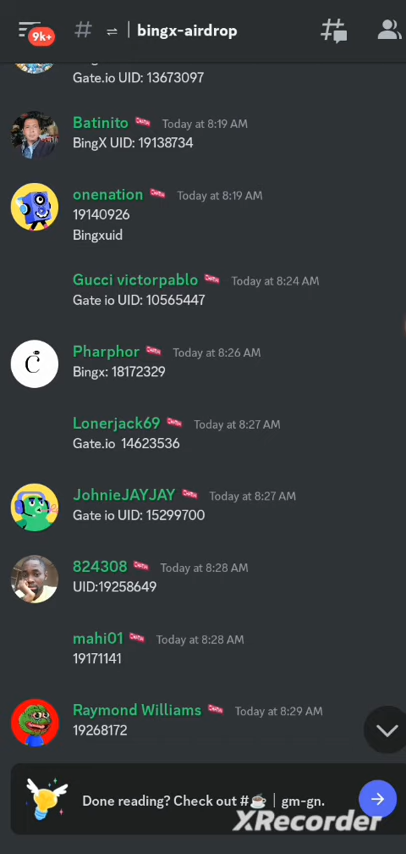 9k+
# ⇌ | bingx-airdrop
Gate.io UID: 13673097
Batinito Today at 8:19 AM
BingX UID: 19138734
onenation Today at 8:19 AM
19140926
Bingxuid
Gucci victorpablo Today at 8:24 AM
Gate io UID: 10565447
Pharphor Today at 8:26 AM
Bingx: 18172329
Lonerjack69 Today at 8:27 AM
Gate.io 14623536
JohnieJAYJAY Today at 8:27 AM
Gate io UID: 15299700
824308 Today at 8:28 AM
UID:19258649
mahi01 Today at 8:28 AM
19171141
Raymond Williams Today at 8:29 AM
19268172
Done reading? Check out #☕ | gm-gn.
XRecorder